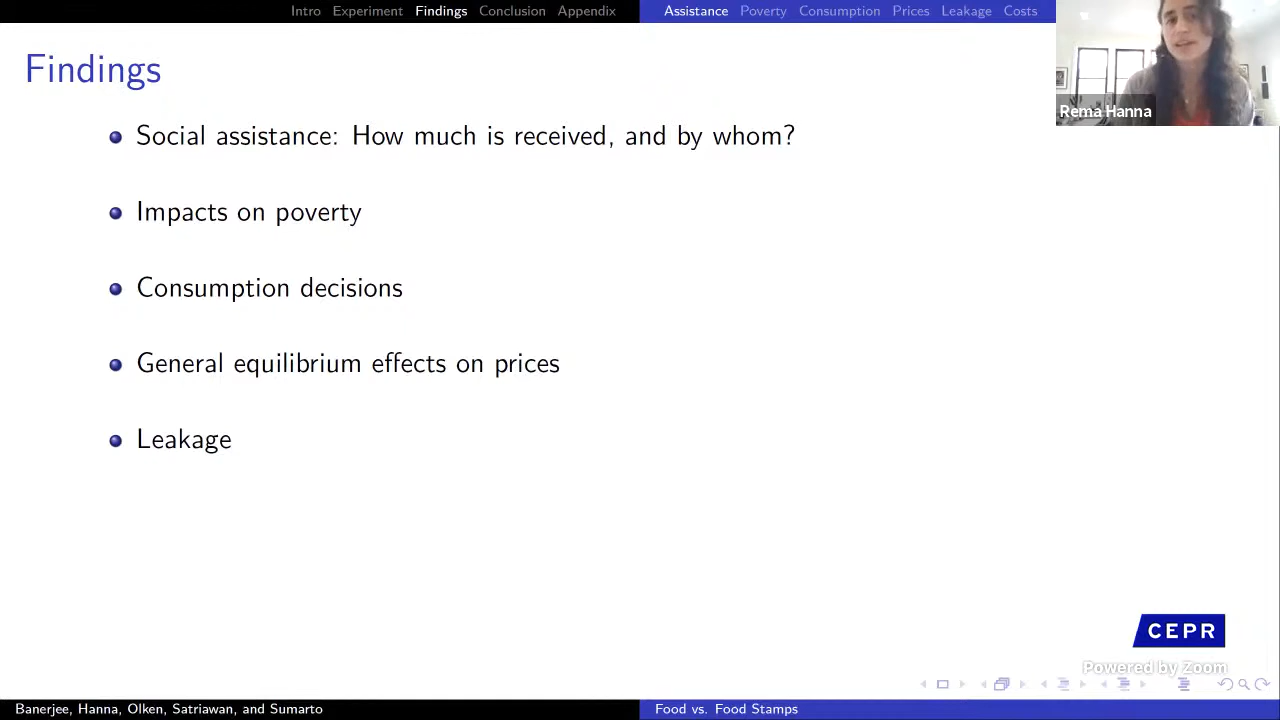 Intro Experiment Findings Conclusion Appendix
Assistance Poverty Consumption Prices Leakage Costs
Rema Hanna
Findings
Social assistance: How much is received, and by whom?
Impacts on poverty
Consumption decisions
General equilibrium effects on prices
Leakage
CEPR
Powered by Zoom
Banerjee, Hanna, Olken, Satriawan, and Sumarto
Food vs. Food Stamps